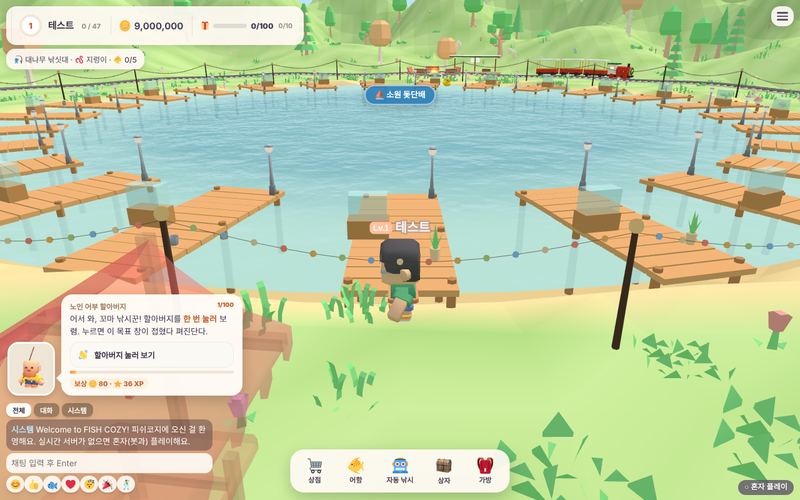 1 테스트 0 / 47 9,000,000 0/100 0/10
대나무 낚싯대 · 지렁이 · 0/5
소원 돛단배
Lv.1 테스트
노인 어부 할아버지 1/100
어서 와, 꼬마 낚시꾼! 할아버지를 한 번 눌러 보
렴. 누르면 이 목표 창이 접혔다 펴진단다.
할아버지 눌러 보기
보상 80 · 36 XP
전체 대화 시스템
시스템 Welcome to FISH COZY! 피쉬코지에 오신 걸 환
영해요. 실시간 서버가 없으면 혼자(봇과) 플레이해요.
채팅 입력 후 Enter
상점 어항 자동 낚시 상자 가방
혼자 플레이